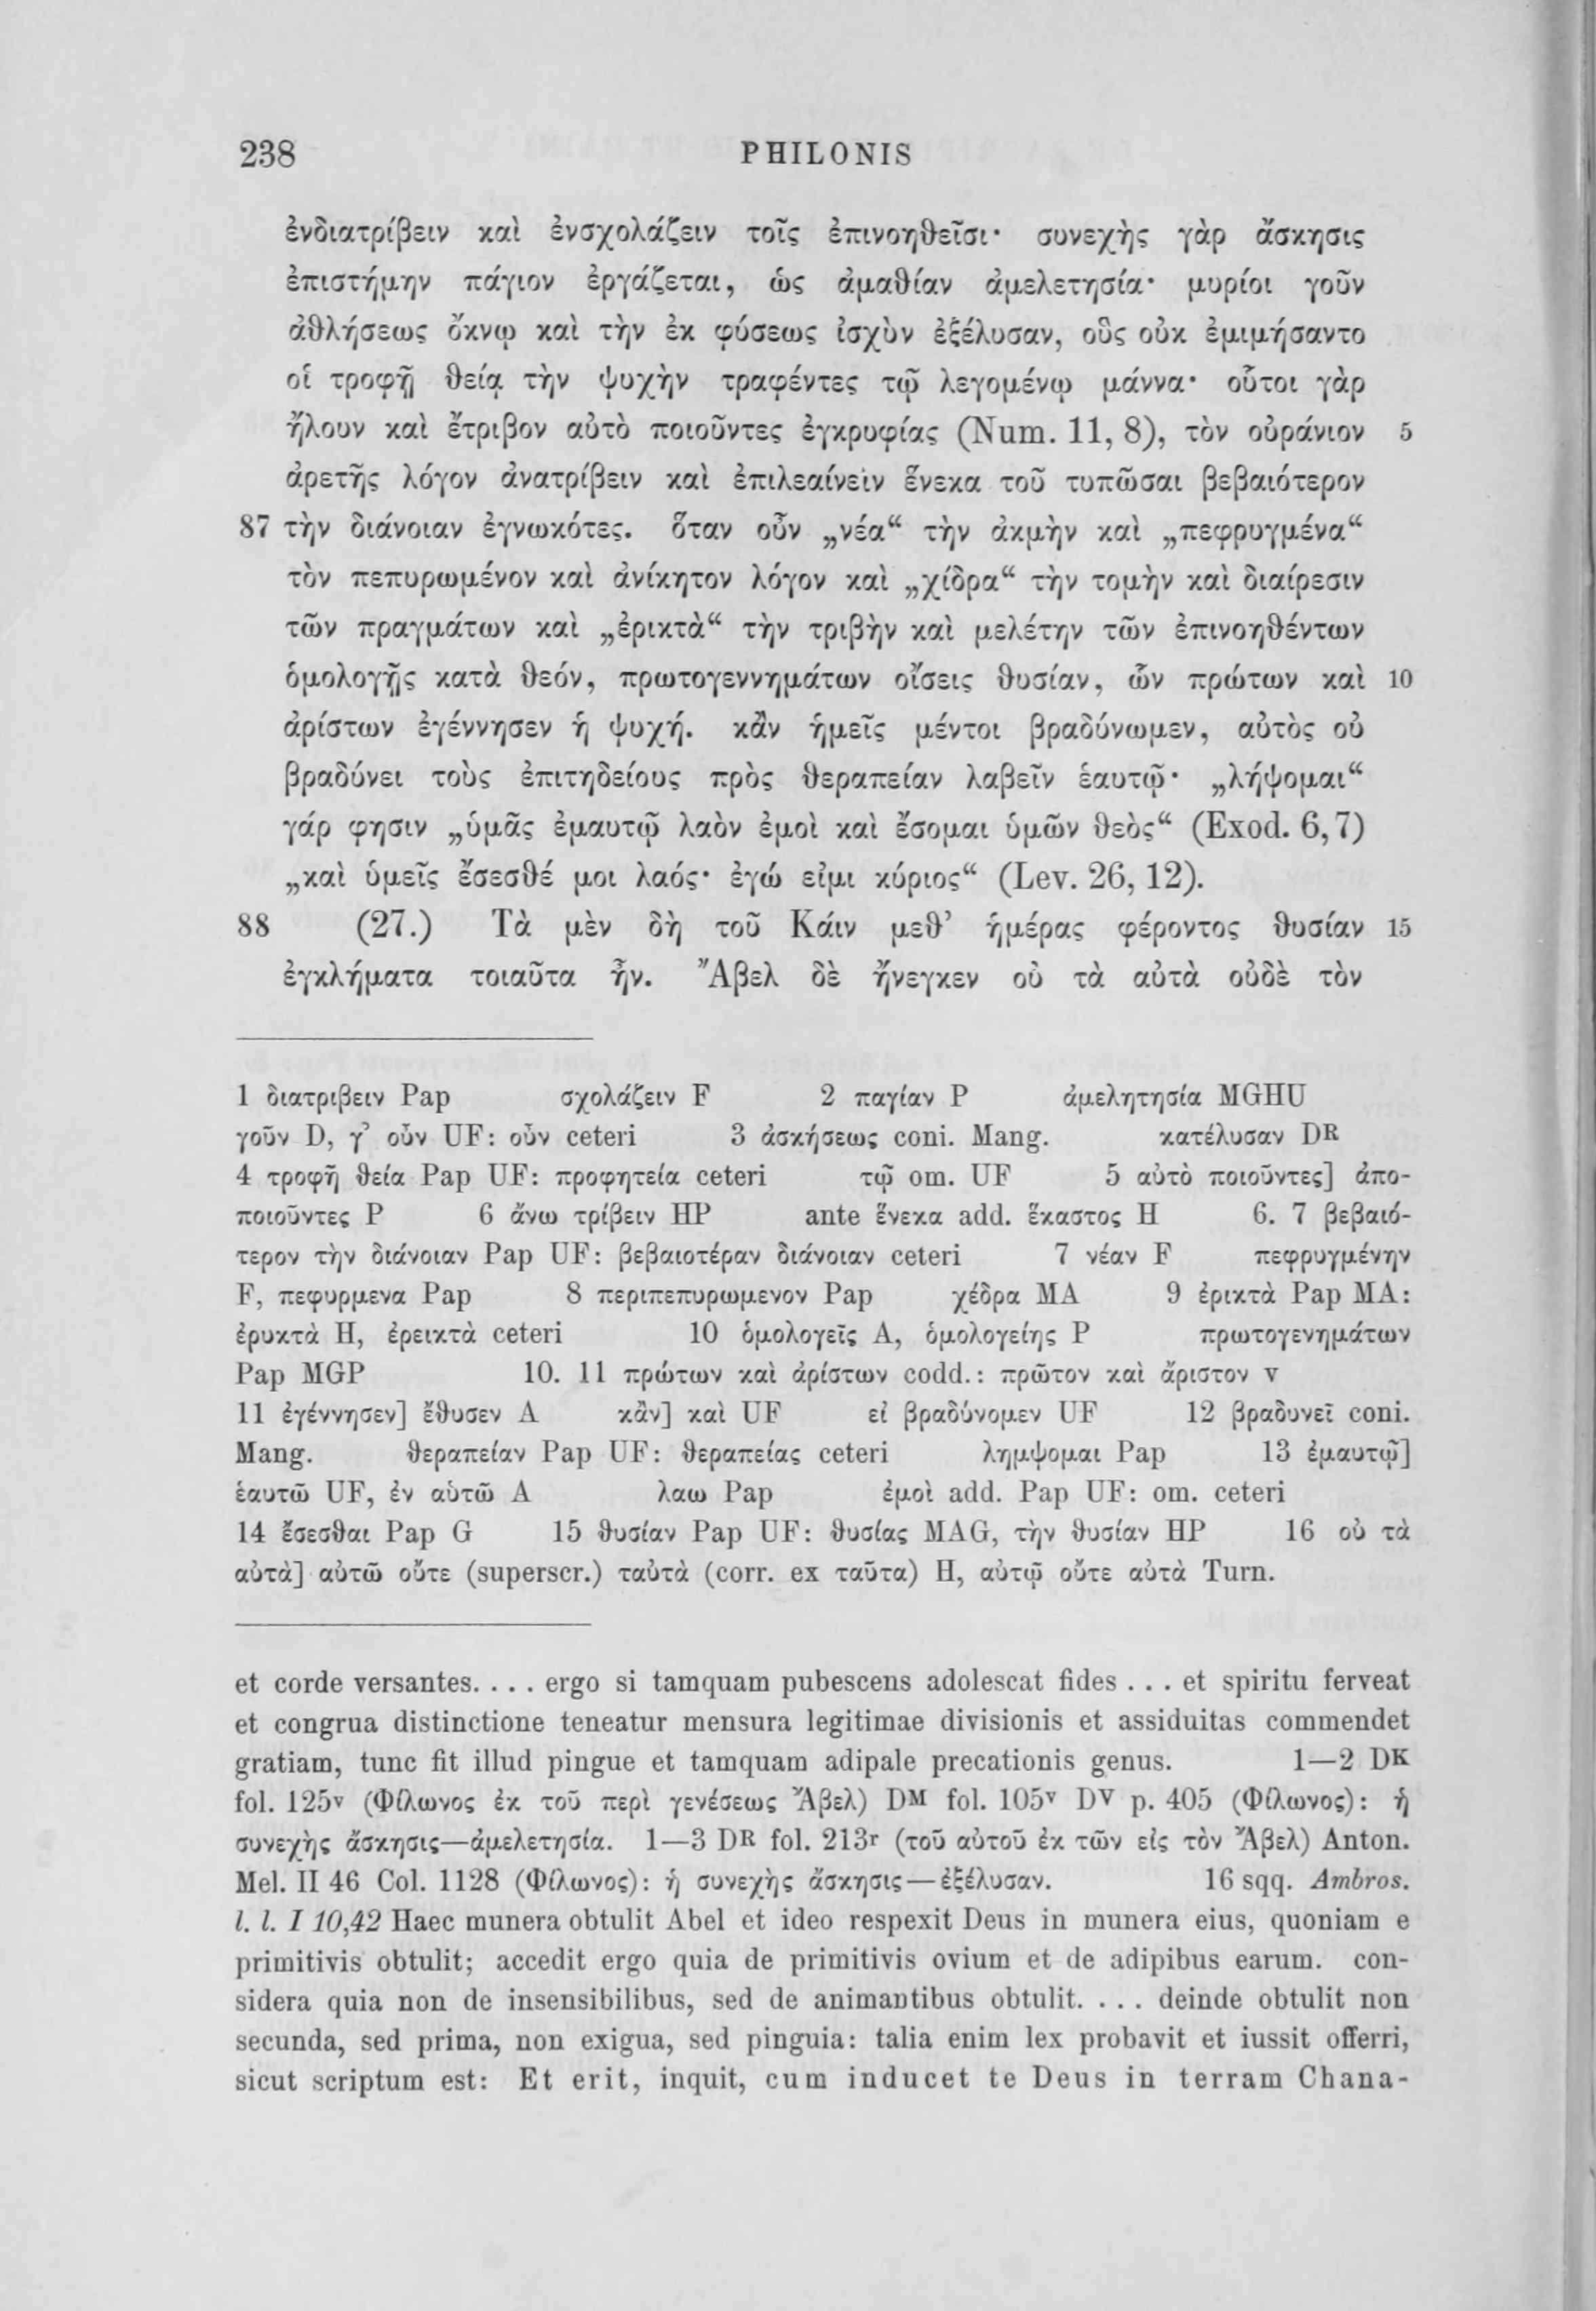 238 PHILONIS
ἐνδιατρίβειν καὶ ἐνσχολάζειν τοῖς ἐπινοηθεῖσι· συνεχὴς γὰρ ἄσκησις
ἐπιστήμην πάγιον ἐργάζεται, ὡς ἀμαθίαν ἀμελετησία· μυρίοι γοῦν
ἀθλήσεως ὄκνῳ καὶ τὴν ἐκ φύσεως ἰσχὺν ἐξέλυσαν, οὓς οὐκ ἐμιμήσαντο
οἱ τροφῇ θείᾳ τὴν ψυχὴν τραφέντες τῷ λεγομένῳ μάννα· οὗτοι γὰρ
ἤλουν καὶ ἔτριβον αὐτὸ ποιοῦντες ἐγκρυφίας (Num. 11, 8), τὸν οὐράνιον 5
ἀρετῆς λόγον ἀνατρίβειν καὶ ἐπιλεαίνειν ἕνεκα τοῦ τυπῶσαι βεβαιότερον
87 τὴν διάνοιαν ἐγνωκότες. ὅταν οὖν „νέα“ τὴν ἀκμὴν καὶ „πεφρυγμένα“
τὸν πεπυρωμένον καὶ ἀνίκητον λόγον καὶ „χίδρα“ τὴν τομὴν καὶ διαίρεσιν
τῶν πραγμάτων καὶ „ἐρικτὰ“ τὴν τριβὴν καὶ μελέτην τῶν ἐπινοηθέντων
ὁμολογῇς κατὰ θεόν, πρωτογεννημάτων οἴσεις θυσίαν, ὧν πρώτων καὶ 10
ἀρίστων ἐγέννησεν ἡ ψυχή. κἂν ἡμεῖς μέντοι βραδύνωμεν, αὐτὸς οὐ
βραδύνει τοὺς ἐπιτηδείους πρὸς θεραπείαν λαβεῖν ἑαυτῷ· „λήψομαι“
γάρ φησιν „ὑμᾶς ἐμαυτῷ λαὸν ἐμοὶ καὶ ἔσομαι ὑμῶν θεὸς“ (Exod. 6, 7)
„καὶ ὑμεῖς ἔσεσθέ μοι λαός· ἐγώ εἰμι κύριος“ (Lev. 26, 12).
88 (27.) Τὰ μὲν δὴ τοῦ Κάιν μεθ’ ἡμέρας φέροντος θυσίαν 15
ἐγκλήματα τοιαῦτα ἦν. Ἄβελ δὲ ἤνεγκεν οὐ τὰ αὐτὰ οὐδὲ τὸν
1 διατριβειν Pap σχολάζειν F 2 παγίαν P ἀμελητησία MGHU
γοῦν D, γ’ οὖν UF: οὖν ceteri 3 ἀσκήσεως coni. Mang. κατέλυσαν Dᴿ
4 τροφῆ θεία Pap UF: προφητεία ceteri τῷ om. UF 5 αὐτὸ ποιοῦντες] ἀπο-
ποιοῦντες P 6 ἄνω τρίβειν HP ante ἕνεκα add. ἕκαστος H 6. 7 βεβαιό-
τερον τὴν διάνοιαν Pap UF: βεβαιοτέραν διάνοιαν ceteri 7 νέαν F πεφρυγμένην
F, πεφυρμενα Pap 8 περιπεπυρωμενον Pap χέδρα MA 9 ἐρικτὰ Pap MA:
ἐρυκτὰ H, ἐρεικτὰ ceteri 10 ὁμολογεῖς A, ὁμολογείης P πρωτογενημάτων
Pap MGP 10. 11 πρώτων καὶ ἀρίστων codd.: πρῶτον καὶ ἄριστον v
11 ἐγέννησεν] ἔθυσεν A κἂν] καὶ UF εἰ βραδύνομεν UF 12 βραδυνεῖ coni.
Mang. θεραπείαν Pap UF: θεραπείας ceteri λημψομαι Pap 13 ἐμαυτῷ]
ἑαυτῶ UF, ἐν αὐτῶ A λαω Pap ἐμοὶ add. Pap UF: om. ceteri
14 ἔσεσθαι Pap G 15 θυσίαν Pap UF: θυσίας MAG, τὴν θυσίαν HP 16 οὐ τὰ
αὐτὰ] αὐτῶ οὔτε (superscr.) ταὐτὰ (corr. ex ταῦτα) H, αὐτῷ οὔτε αὐτὰ Turn.
et corde versantes. . . . ergo si tamquam pubescens adolescat fides . . . et spiritu ferveat
et congrua distinctione teneatur mensura legitimae divisionis et assiduitas commendet
gratiam, tunc fit illud pingue et tamquam adipale precationis genus. 1—2 Dᴷ
fol. 125ᵛ (Φίλωνος ἐκ τοῦ περὶ γενέσεως Ἄβελ) Dᴹ fol. 105ᵛ Dⱽ p. 405 (Φίλωνος): ἡ
συνεχὴς ἄσκησις—ἀμελετησία. 1—3 Dᴿ fol. 213ʳ (τοῦ αὐτοῦ ἐκ τῶν εἰς τὸν Ἄβελ) Anton.
Mel. II 46 Col. 1128 (Φίλωνος): ἡ συνεχὴς ἄσκησις—ἐξέλυσαν. 16 sqq. Ambros.
l. l. I 10,42 Haec munera obtulit Abel et ideo respexit Deus in munera eius, quoniam e
primitivis obtulit; accedit ergo quia de primitivis ovium et de adipibus earum. con-
sidera quia non de insensibilibus, sed de animantibus obtulit. . . . deinde obtulit non
secunda, sed prima, non exigua, sed pinguia: talia enim lex probavit et iussit offerri,
sicut scriptum est: Et erit, inquit, cum inducet te Deus in terram Chana-